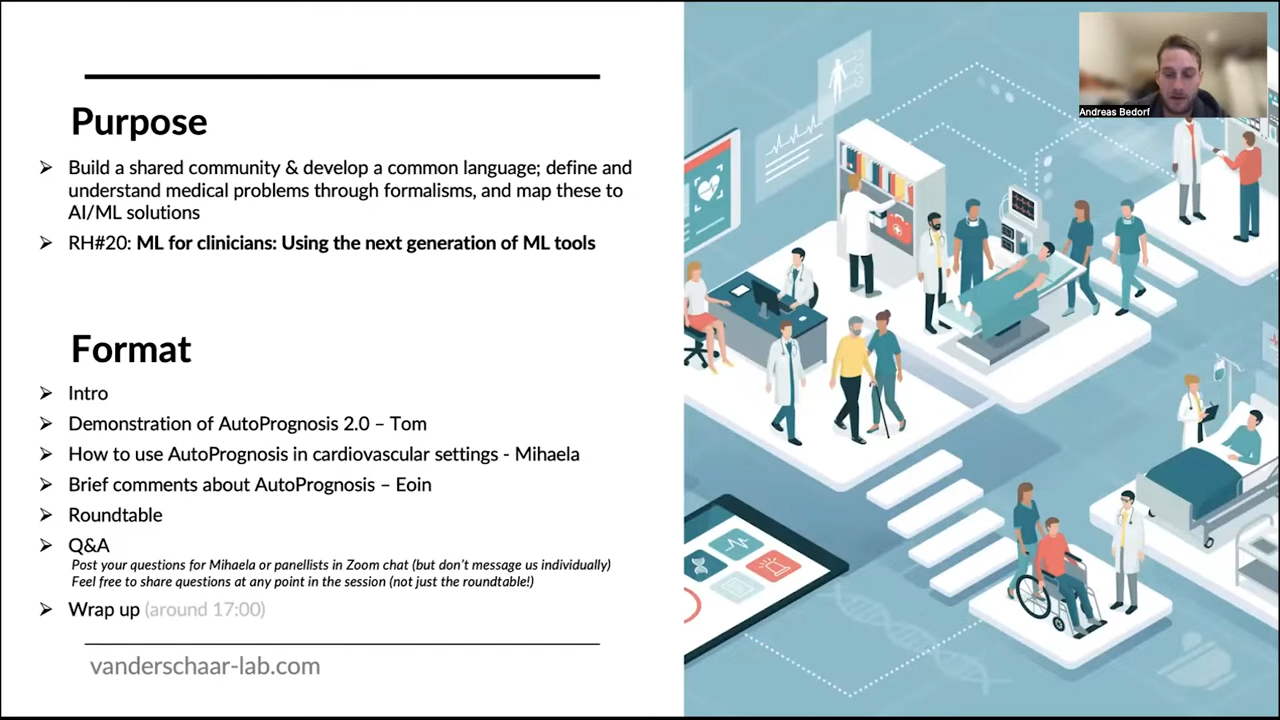 Purpose
➢ Build a shared community & develop a common language; define and
understand medical problems through formalisms, and map these to
AI/ML solutions
➢ RH#20: ML for clinicians: Using the next generation of ML tools
Format
➢ Intro
➢ Demonstration of AutoPrognosis 2.0 – Tom
➢ How to use AutoPrognosis in cardiovascular settings - Mihaela
➢ Brief comments about AutoPrognosis – Eoin
➢ Roundtable
➢ Q&A
Post your questions for Mihaela or panellists in Zoom chat (but don't message us individually)
Feel free to share questions at any point in the session (not just the roundtable!)
➢ Wrap up (around 17:00)
vanderschaar-lab.com
Andreas Bedorf